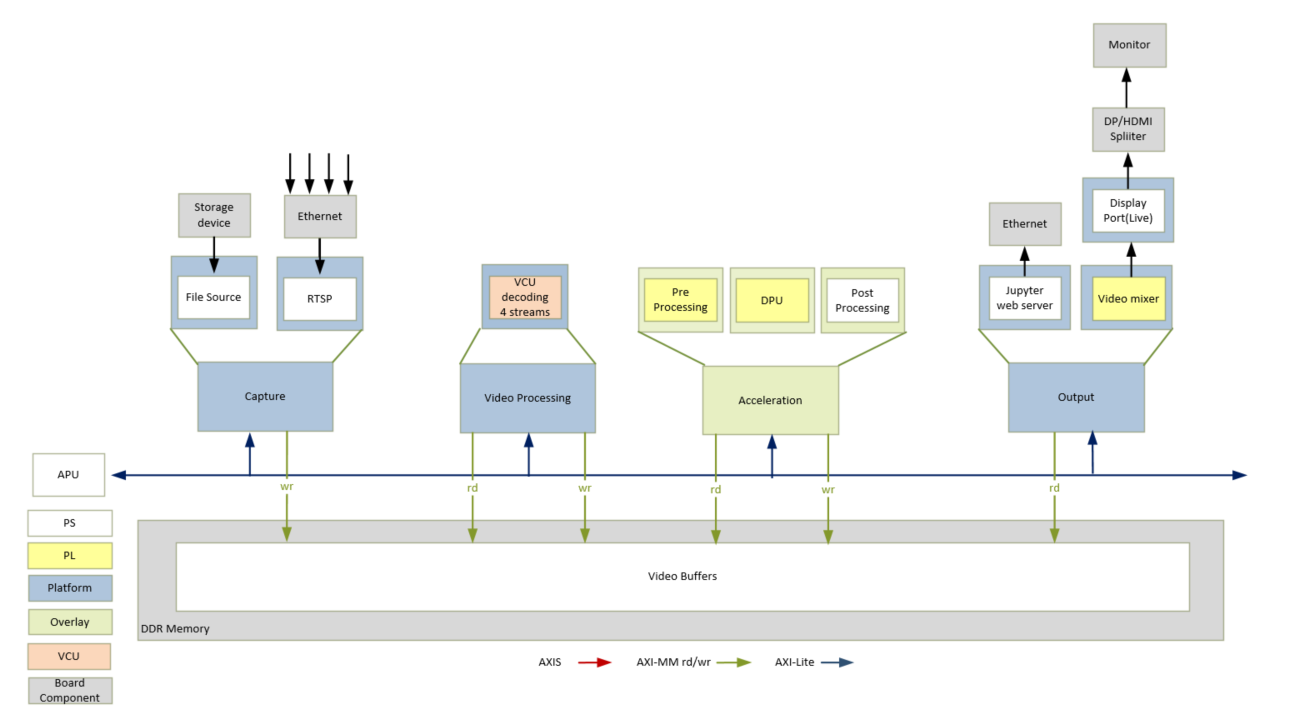 Monitor
DP/HDMI
Spliiter
Storage
device
Ethernet
Ethernet
Display
Port(Live)
File Source
RTSP
VCU
decoding
4 streams
Pre
Processing
DPU
Post
Processing
Jupyter
web server
Video mixer
Capture
Video Processing
Acceleration
Output
APU
wr
rd
wr
rd
wr
rd
PS
PL
Platform
Overlay
VCU
Board
Component
Video Buffers
DDR Memory
AXIS
AXI-MM rd/wr
AXI-Lite